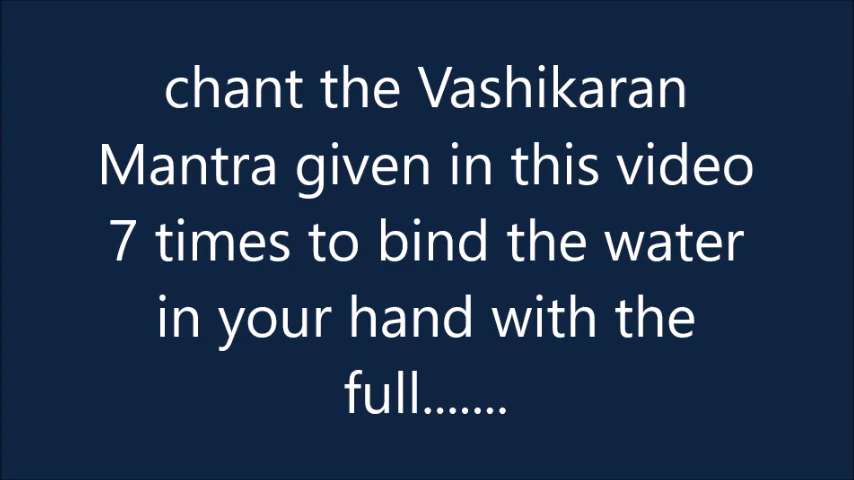 chant the Vashikaran
Mantra given in this video
7 times to bind the water
in your hand with the
full.......